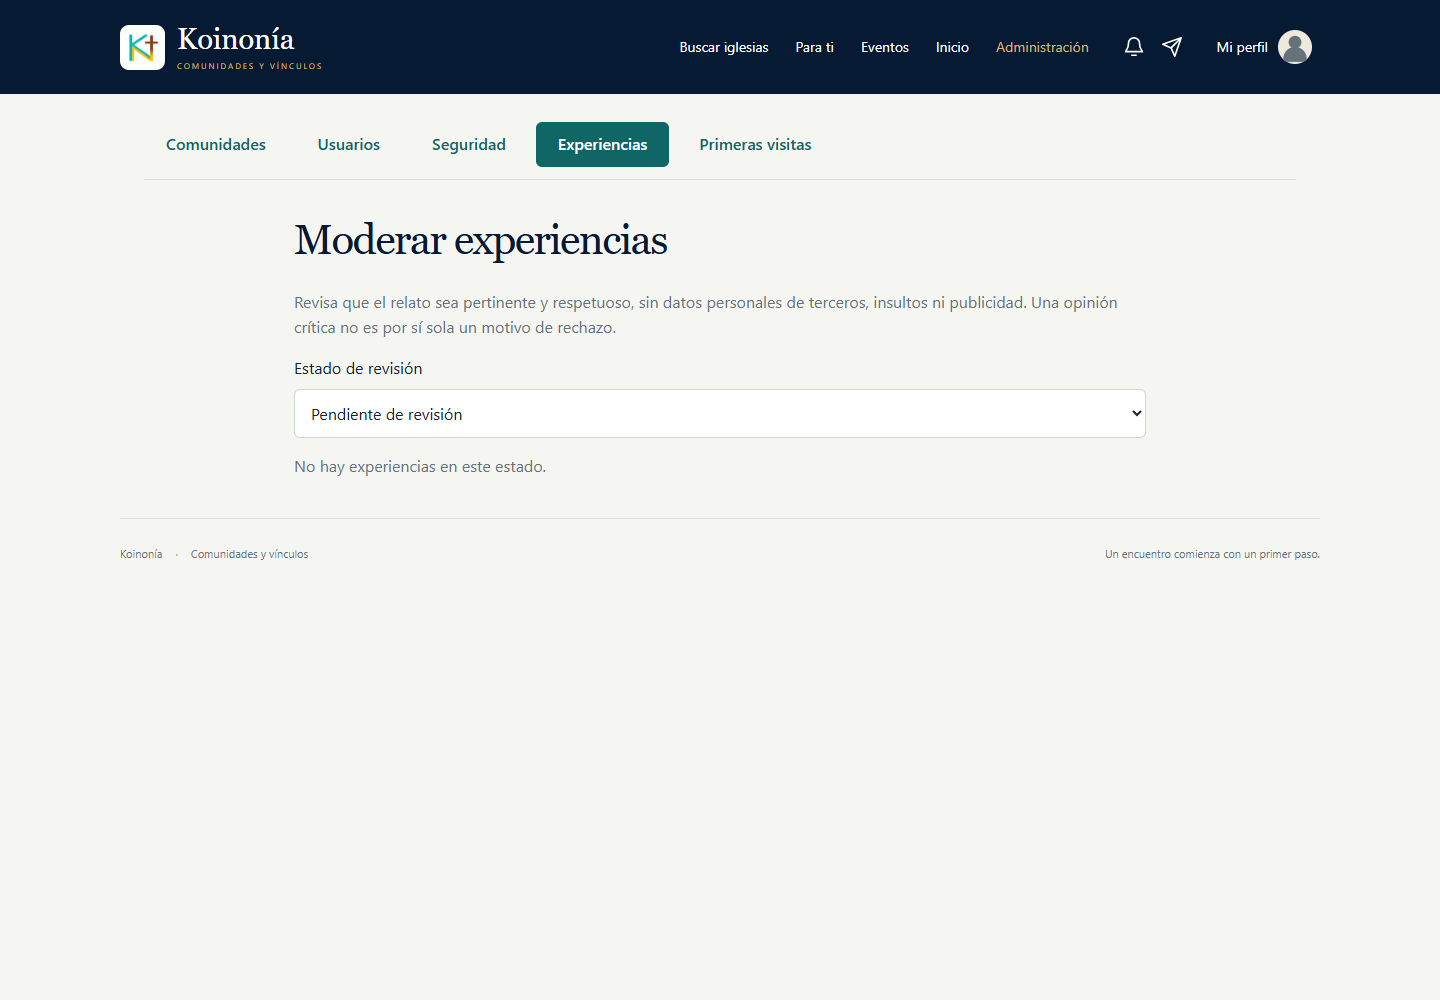 Koinonía
COMUNIDADES Y VÍNCULOS
Buscar iglesias
Para ti
Eventos
Inicio
Administración
Mi perfil
Comunidades
Usuarios
Seguridad
Experiencias
Primeras visitas
Moderar experiencias
Revisa que el relato sea pertinente y respetuoso, sin datos personales de terceros, insultos ni publicidad. Una opinión
crítica no es por sí sola un motivo de rechazo.
Estado de revisión
Pendiente de revisión
No hay experiencias en este estado.
Koinonía · Comunidades y vínculos
Un encuentro comienza con un primer paso.